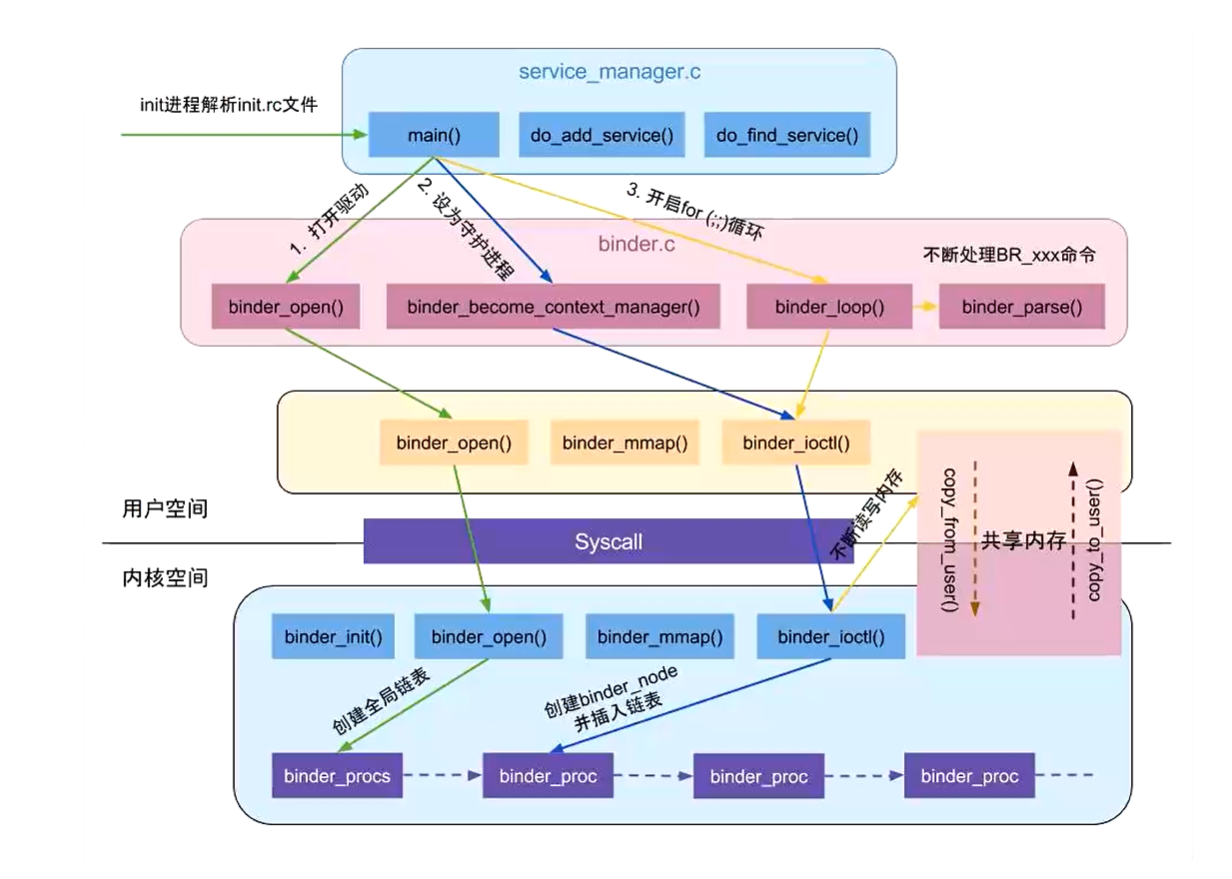 service_manager.c
init进程解析init.rc文件
main()
do_add_service()
do_find_service()
1. 打开驱动
2. 设为守护进程
3. 开启for (;;)循环
binder.c
不断处理BR_xxx命令
binder_open()
binder_become_context_manager()
binder_loop()
binder_parse()
binder_open()
binder_mmap()
binder_ioctl()
用户空间
Syscall
不断读写内存
copy_from_user()
共享内存
copy_to_user()
内核空间
binder_init()
binder_open()
binder_mmap()
binder_ioctl()
创建全局链表
创建binder_node
并插入链表
binder_procs
binder_proc
binder_proc
binder_proc